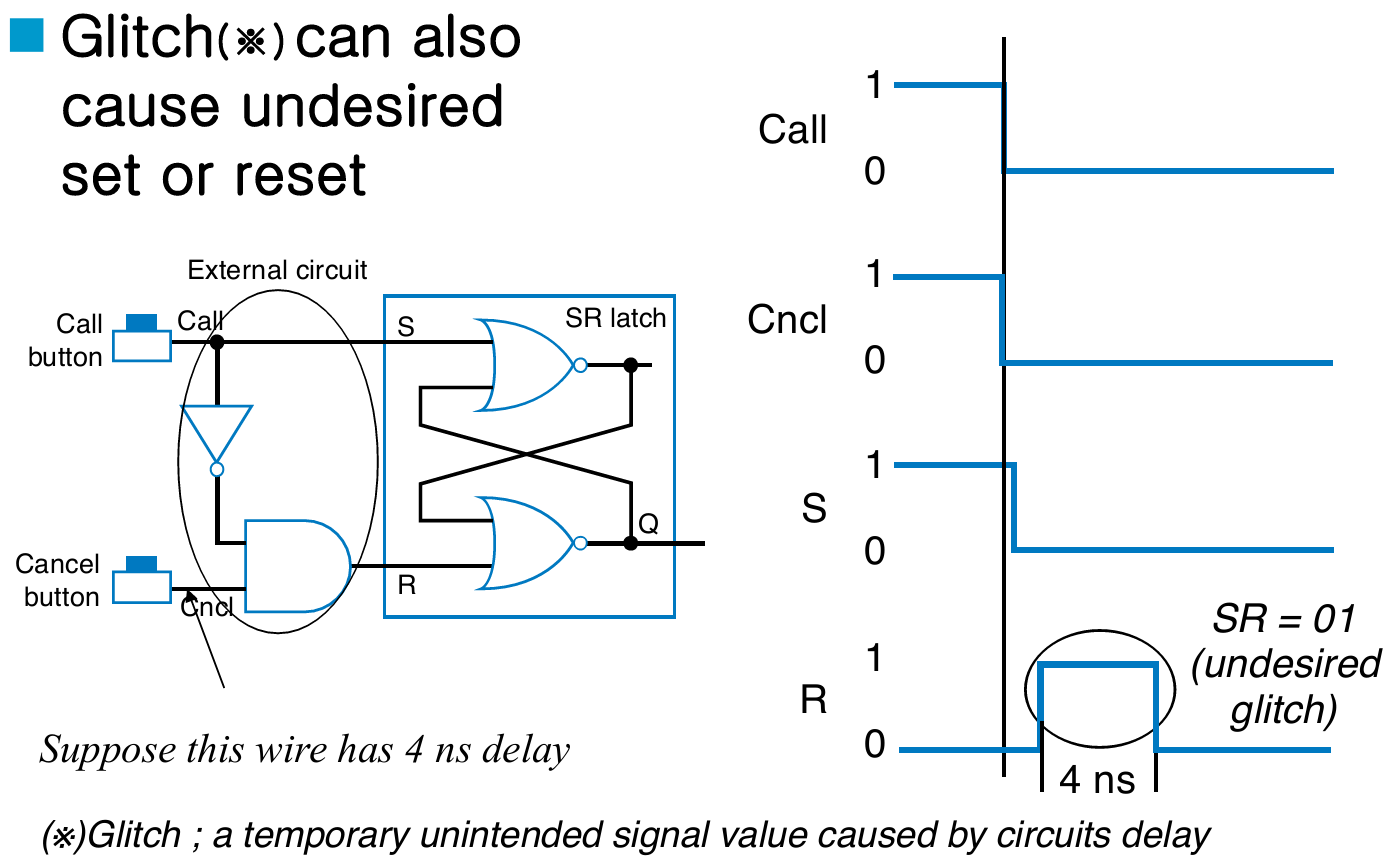 Glitch(※) can also
cause undesired
set or reset
External circuit
Call
button
Call
S
SR latch
Cancel
button
Cncl
R
Q
Suppose this wire has 4 ns delay
1
Call
0
1
Cncl
0
1
S
0
1
R
0
SR = 01
(undesired
glitch)
4 ns
(※)Glitch ; a temporary unintended signal value caused by circuits delay